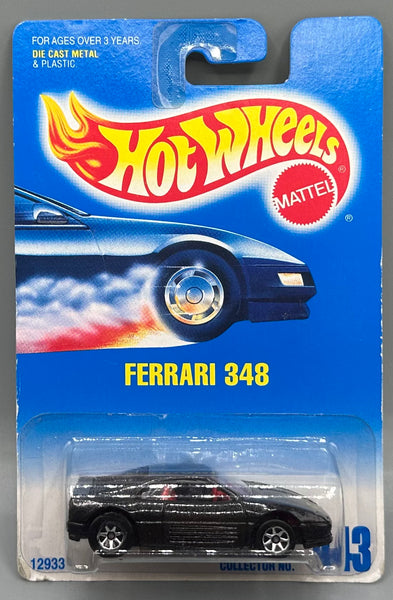 FOR AGES OVER 3 YEARS.
DIE CAST METAL
& PLASTIC.
HOT WHEELS
®
MATTEL
®
FERRARI 348
12933
COLLECTOR NO.